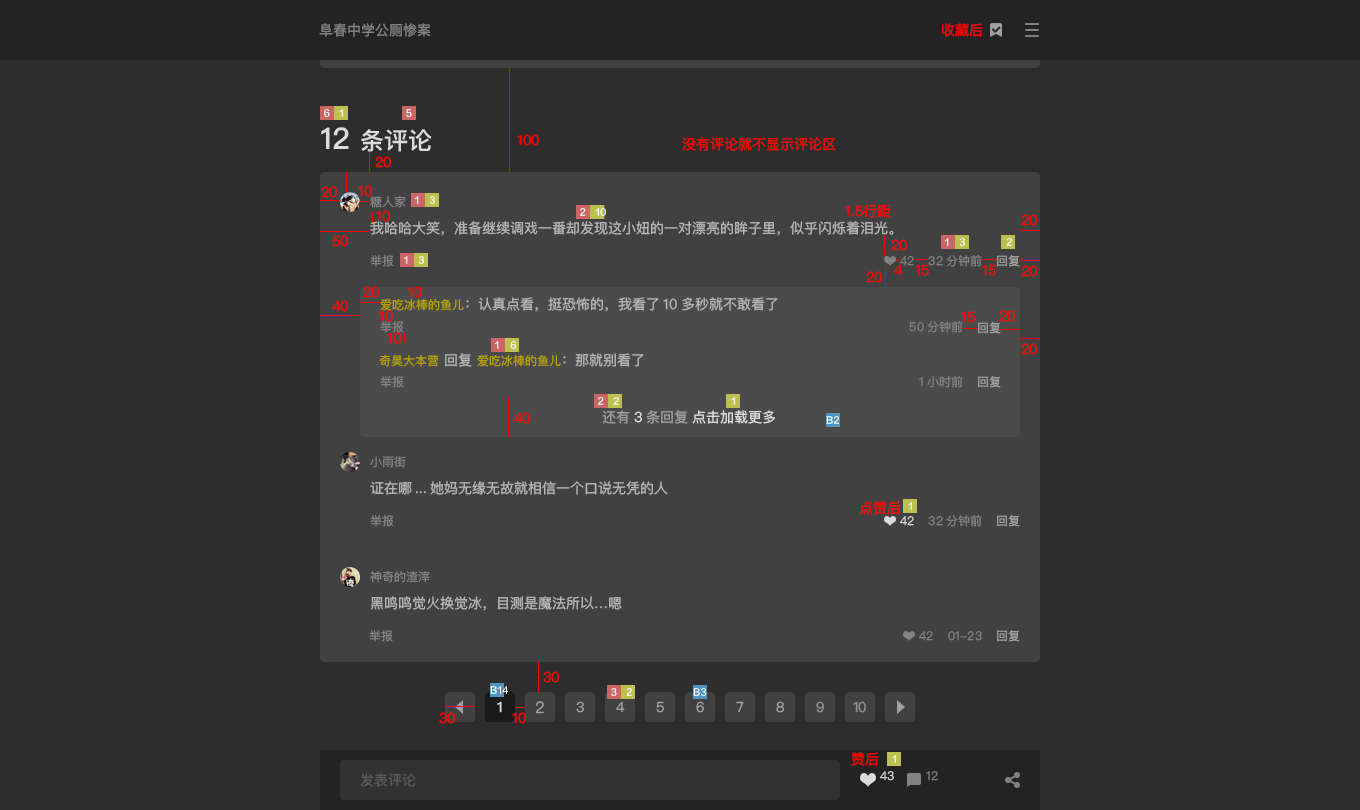 阜春中学公厕惨案
收藏后
6 1 5
12 条评论
100
没有评论就不显示评论区
20
20 10
糖人家 1 3
10
2 10
1.5行距
我哈哈大笑，准备继续调戏一番却发现这小妞的一对漂亮的眸子里，似乎闪烁着泪光。
20
50
20 1 3 2
举报 1 3
42 32 分钟前 回复
20 4 15 15 20
40 20 10
爱吃冰棒的鱼儿：认真点看，挺恐怖的，我看了 10 多秒就不敢看了
10
15 20
举报 50 分钟前 回复
10
1 6
20
奇昊大本营 回复 爱吃冰棒的鱼儿：那就别看了
举报 1 小时前 回复
2 2 1
40
还有 3 条回复 点击加载更多
B2
小雨街
证在哪 ... 她妈无缘无故就相信一个口说无凭的人
点赞后 1
举报 42 32 分钟前 回复
神奇的渣滓
黑鸣鸣觉火换觉冰，目测是魔法所以…嗯
举报 42 01-23 回复
30
B14 3 2 B3
1 2 3 4 5 6 7 8 9 10
30 10
赞后 1
发表评论 43 12